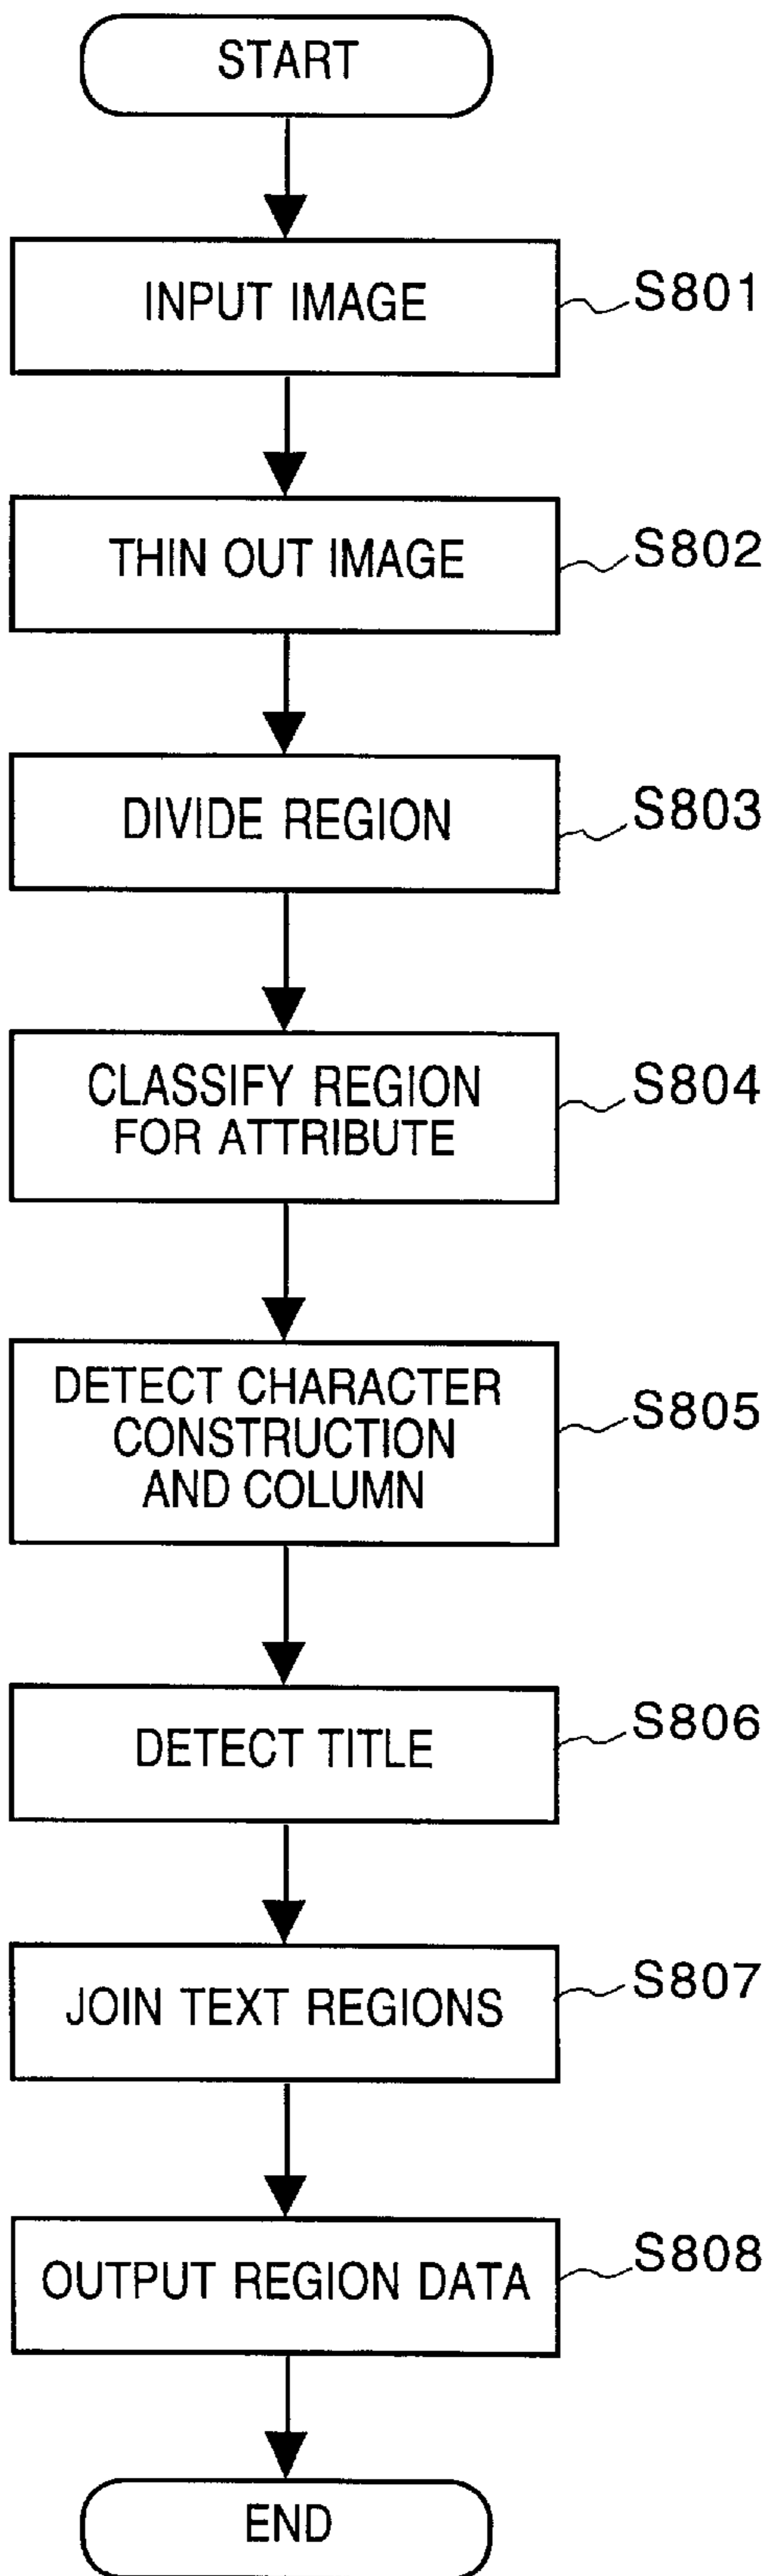 START
INPUT IMAGE
S801
THIN OUT IMAGE
S802
DIVIDE REGION
S803
CLASSIFY REGION
FOR ATTRIBUTE
S804
DETECT CHARACTER
CONSTRUCTION
AND COLUMN
S805
DETECT TITLE
S806
JOIN TEXT REGIONS
S807
OUTPUT REGION DATA
S808
END